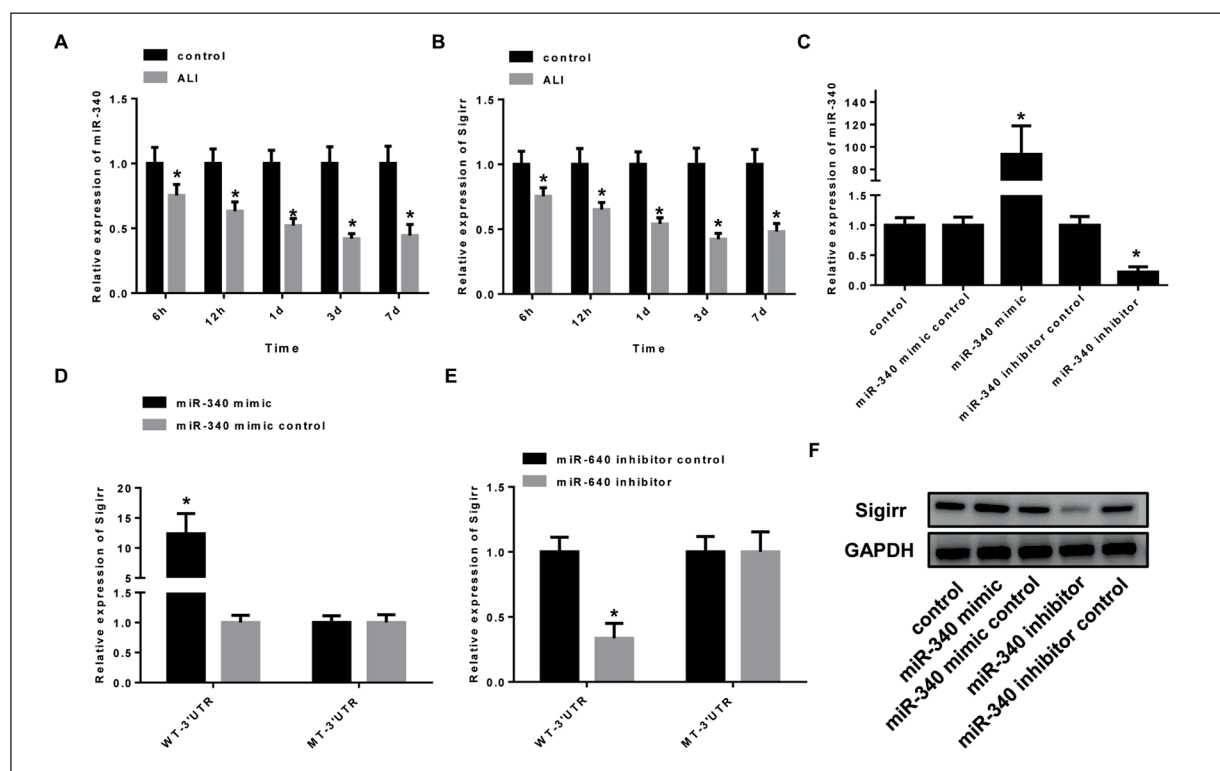 A
control
ALI
Relative expression of miR-340
1.5
1.0
0.5
0.0
*
*
*
*
*
6h
12h
1d
3d
7d
Time
B
control
ALI
Relative expression of Sigirr
1.5
1.0
0.5
0.0
*
*
*
*
*
6h
12h
1d
3d
7d
Time
C
Relative expression of miR-340
140
120
100
80
60
1.5
1.0
0.5
0.0
*
*
control
miR-340 mimic control
miR-340 mimic
miR-340 inhibitor control
miR-340 inhibitor
D
miR-340 mimic
miR-340 mimic control
Relative expression of Sigirr
20
15
10
5
1.5
1.0
0.5
0.0
*
WT-3'UTR
MT-3'UTR
E
miR-640 inhibitor control
miR-640 inhibitor
Relative expression of Sigirr
1.5
1.0
0.5
0.0
*
WT-3'UTR
MT-3'UTR
F
Sigirr
GAPDH
control
miR-340 mimic
miR-340 mimic control
miR-340 inhibitor
miR-340 inhibitor control